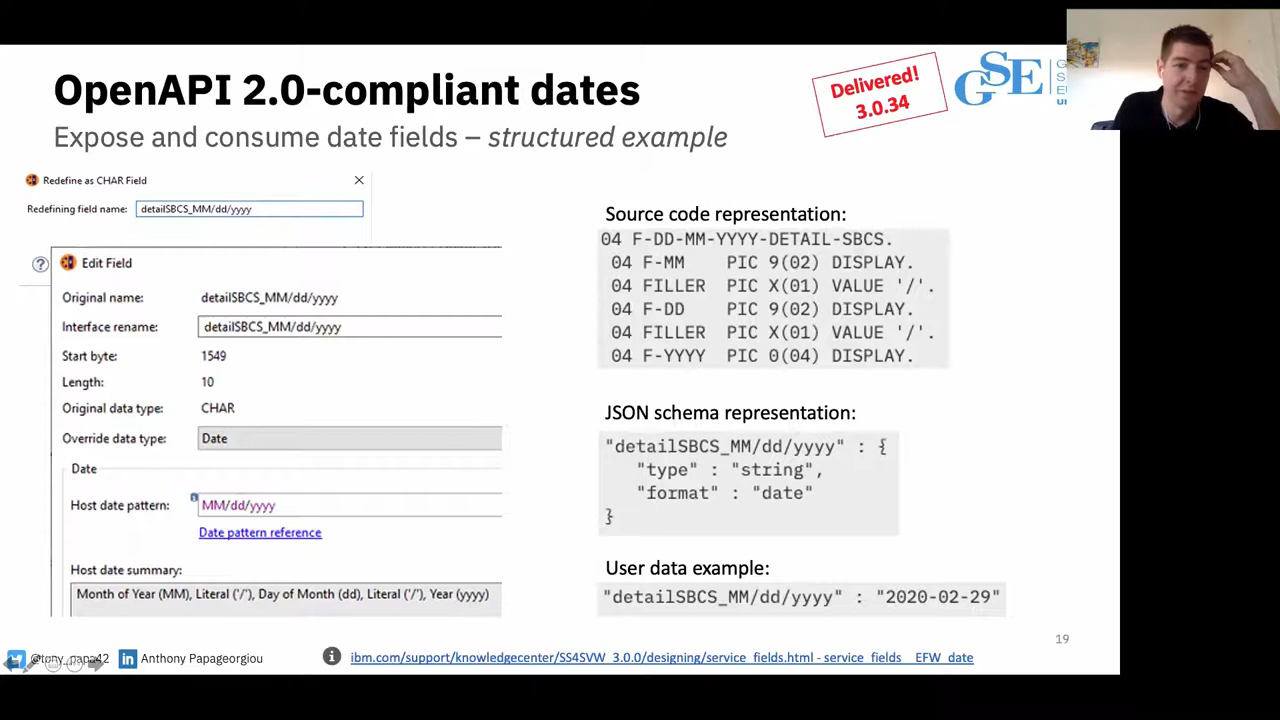 OpenAPI 2.0-compliant dates
Expose and consume date fields – structured example
Delivered!
3.0.34
GSE
Redefine as CHAR Field
Redefining field name: detailSBCS_MM/dd/yyyy
Edit Field
Original name: detailSBCS_MM/dd/yyyy
Interface rename: detailSBCS_MM/dd/yyyy
Start byte: 1549
Length: 10
Original data type: CHAR
Override data type: Date
Date
Host date pattern: MM/dd/yyyy
Date pattern reference
Host date summary:
Month of Year (MM), Literal ('/'), Day of Month (dd), Literal ('/'), Year (yyyy)
Source code representation:
04 F-DD-MM-YYYY-DETAIL-SBCS.
04 F-MM PIC 9(02) DISPLAY.
04 FILLER PIC X(01) VALUE '/'.
04 F-DD PIC 9(02) DISPLAY.
04 FILLER PIC X(01) VALUE '/'.
04 F-YYYY PIC 0(04) DISPLAY.
JSON schema representation:
"detailSBCS_MM/dd/yyyy" : {
"type" : "string",
"format" : "date"
}
User data example:
"detailSBCS_MM/dd/yyyy" : "2020-02-29"
19
@tony_papa42 Anthony Papageorgiou
ibm.com/support/knowledgecenter/SS4SVW_3.0.0/designing/service_fields.html - service_fields__EFW_date